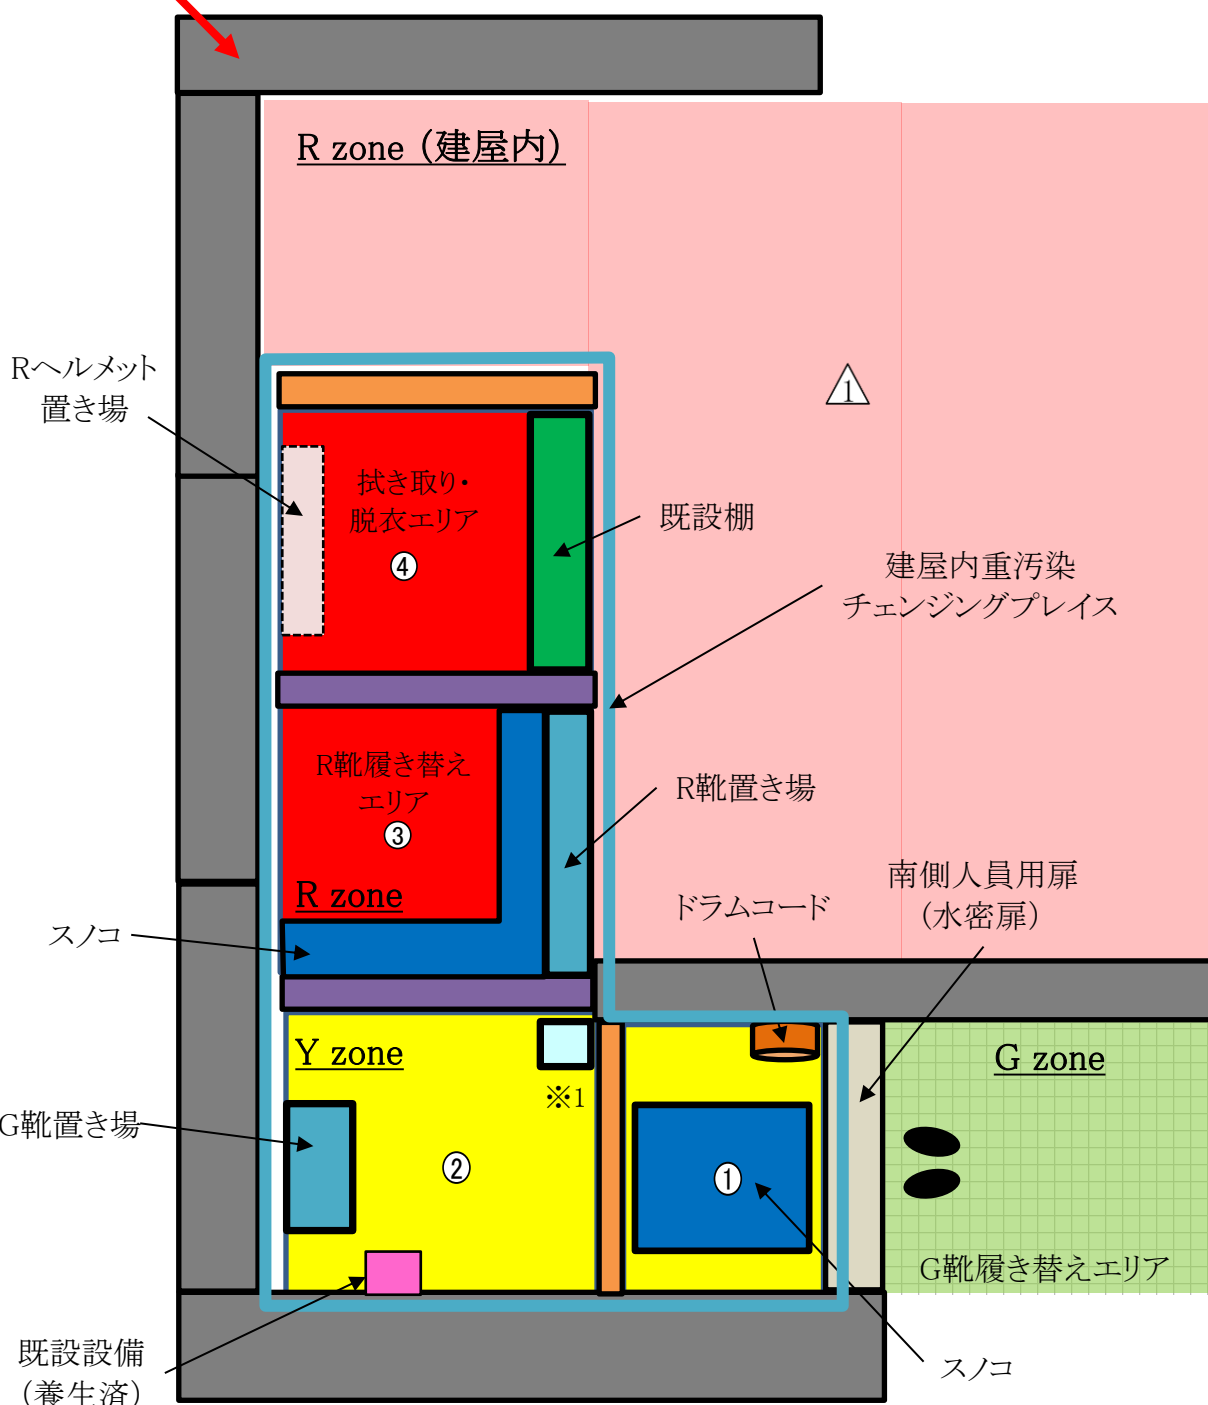 R zone（建屋内）
Rヘルメット
置き場
1
拭き取り・
脱衣エリア
④
既設棚
建屋内重汚染
チェンジングプレイス
R靴履き替え
エリア
③
R zone
R靴置き場
ドラムコード
南側人員用扉
（水密扉）
スノコ
Y zone
※1
G zone
G靴置き場
②
①
G靴履き替えエリア
既設設備
（養生済）
スノコ